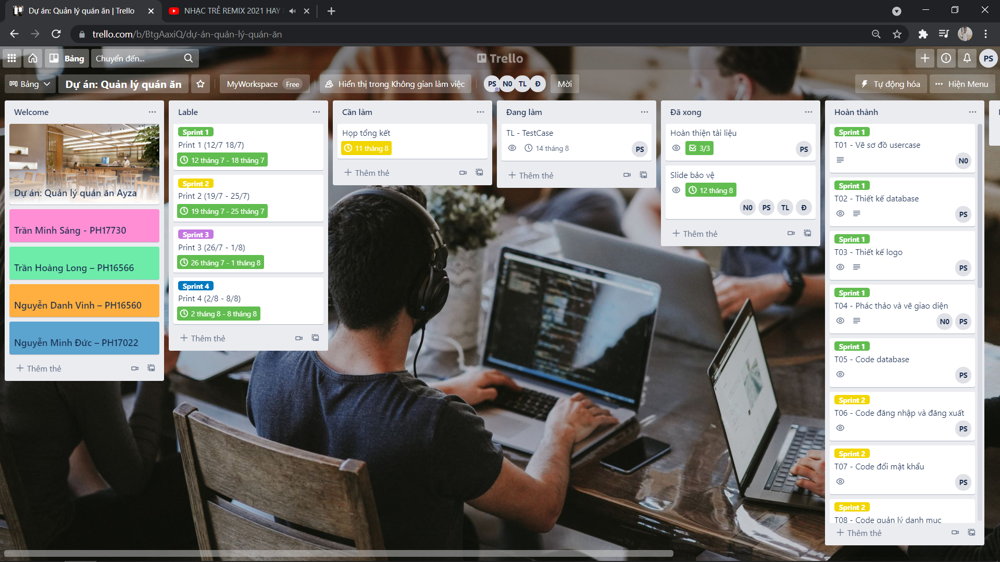 Dự án: Quản lý quán ăn | Trello
NHẠC TRẺ REMIX 2021 HAY
trello.com/b/BtgAaxiQ/dự-án-quản-lý-quán-ăn
Bảng
Chuyển đến...
Trello
PS
Bảng
Dự án: Quản lý quán ăn
MyWorkspace Free
Hiển thị trong Không gian làm việc
PS N0 TL Đ
Mời
Tự động hóa
Hiện Menu
Welcome
Dự án: Quản lý quán ăn Ayza
Trần Minh Sáng - PH17730
Trần Hoàng Long – PH16566
Nguyễn Danh Vinh – PH16560
Nguyễn Minh Đức – PH17022
Thêm thẻ
Lable
Sprint 1
Print 1 (12/7 18/7)
12 tháng 7 - 18 tháng 7
Sprint 2
Print 2 (19/7 - 25/7)
19 tháng 7 - 25 tháng 7
Sprint 3
Print 3 (26/7 - 1/8)
26 tháng 7 - 1 tháng 8
Sprint 4
Print 4 (2/8 - 8/8)
2 tháng 8 - 8 tháng 8
Thêm thẻ
Cần làm
Họp tổng kết
11 tháng 8
Thêm thẻ
Đang làm
TL - TestCase
14 tháng 8
PS
Thêm thẻ
Đã xong
Hoàn thiện tài liệu
3/3
PS
Slide bảo vệ
12 tháng 8
N0 PS TL Đ
Thêm thẻ
Hoàn thành
Sprint 1
T01 - Vẽ sơ đồ usercase
N0
Sprint 1
T02 - Thiết kế database
PS
Sprint 1
T03 - Thiết kế logo
PS
Sprint 1
T04 - Phác thảo và vẽ giao diện
N0 PS
Sprint 1
T05 - Code database
PS
Sprint 2
T06 - Code đăng nhập và đăng xuất
PS
Sprint 2
T07 - Code đổi mật khẩu
PS
Sprint 2
T08 - Code quản lý danh mục
Thêm thẻ